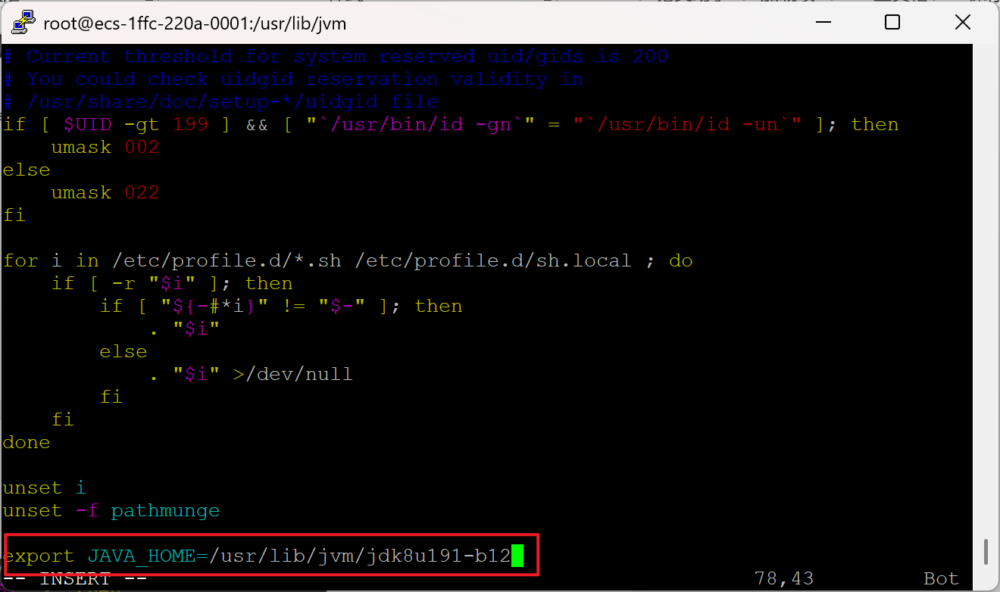 root@ecs-1ffc-220a-0001:/usr/lib/jvm
# Current threshold for system reserved uid/gids is 200
# You could check uidgid reservation validity in
# /usr/share/doc/setup-*/uidgid file
if [ $UID -gt 199 ] && [ "`/usr/bin/id -gn`" = "`/usr/bin/id -un`" ]; then
    umask 002
else
    umask 022
fi

for i in /etc/profile.d/*.sh /etc/profile.d/sh.local ; do
    if [ -r "$i" ]; then
        if [ "${-#*i}" != "$-" ]; then
            . "$i"
        else
            . "$i" >/dev/null
        fi
    fi
done

unset i
unset -f pathmunge

export JAVA_HOME=/usr/lib/jvm/jdk8u191-b12
-- INSERT -- 78,43 Bot